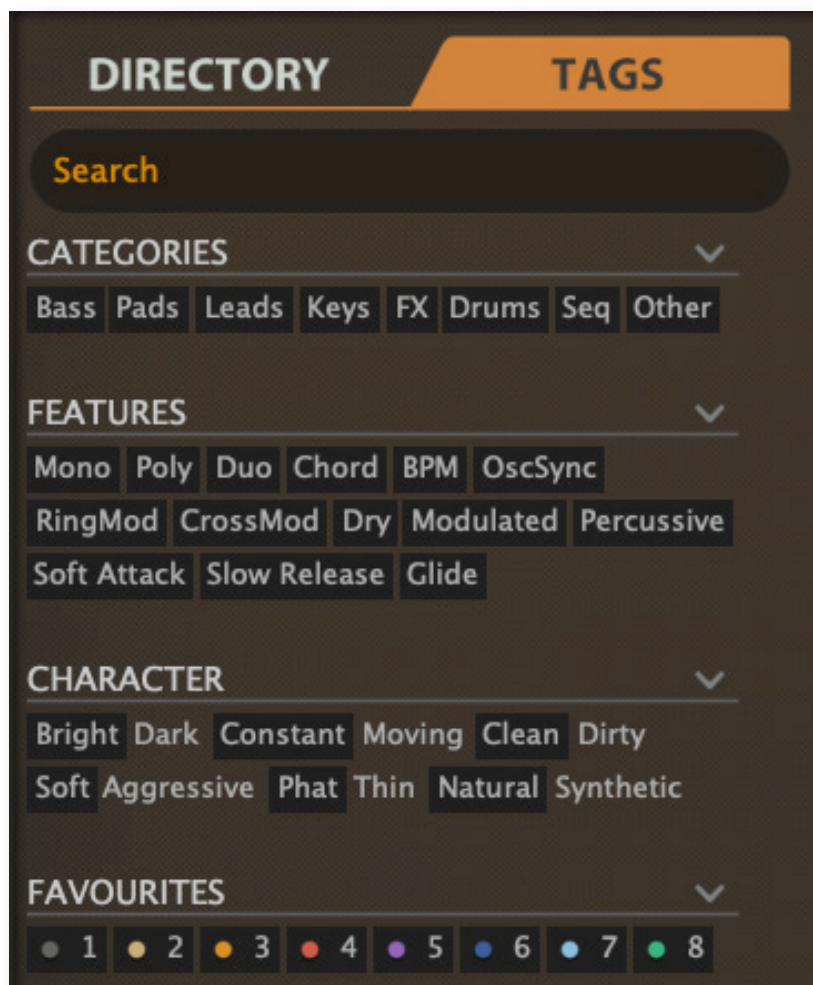 DIRECTORY TAGS
Search
CATEGORIES
Bass Pads Leads Keys FX Drums Seq Other
FEATURES
Mono Poly Duo Chord BPM OscSync
RingMod CrossMod Dry Modulated Percussive
Soft Attack Slow Release Glide
CHARACTER
Bright Dark Constant Moving Clean Dirty
Soft Aggressive Phat Thin Natural Synthetic
FAVOURITES
1 2 3 4 5 6 7 8